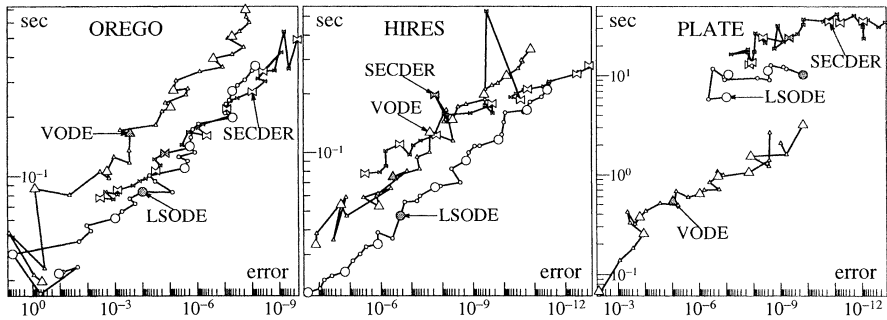 sec OREGO
VODE
SECDER
10^{-1}
LSODE
error
10^{0} 10^{-3} 10^{-6} 10^{-9}
sec HIRES
SECDER
VODE
10^{-1}
LSODE
error
10^{-6} 10^{-9} 10^{-12}
sec PLATE
SECDER
10^{1}
LSODE
10^{0}
VODE
10^{-1}
error
10^{-3} 10^{-6} 10^{-9} 10^{-12}